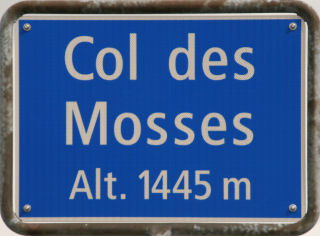 Col des
Mosses
Alt. 1445 m